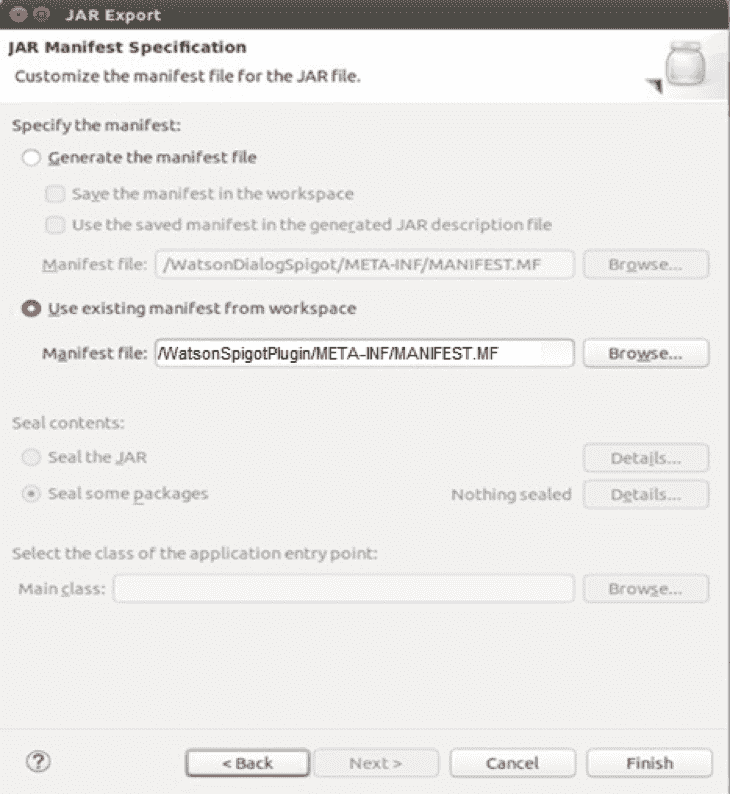 JAR Export
JAR Manifest Specification
Customize the manifest file for the JAR file.
Specify the manifest:
Generate the manifest file
Save the manifest in the workspace
Use the saved manifest in the generated JAR description file
Manifest file: /WatsonDialogSpigot/META-INF/MANIFEST.MF Browse...
Use existing manifest from workspace
Manifest file: /WatsonSpigotPlugin/META-INF/MANIFEST.MF Browse...
Seal contents:
Seal the JAR Details...
Seal some packages Nothing sealed Details...
Select the class of the application entry point:
Main class: Browse...
? < Back Next > Cancel Finish